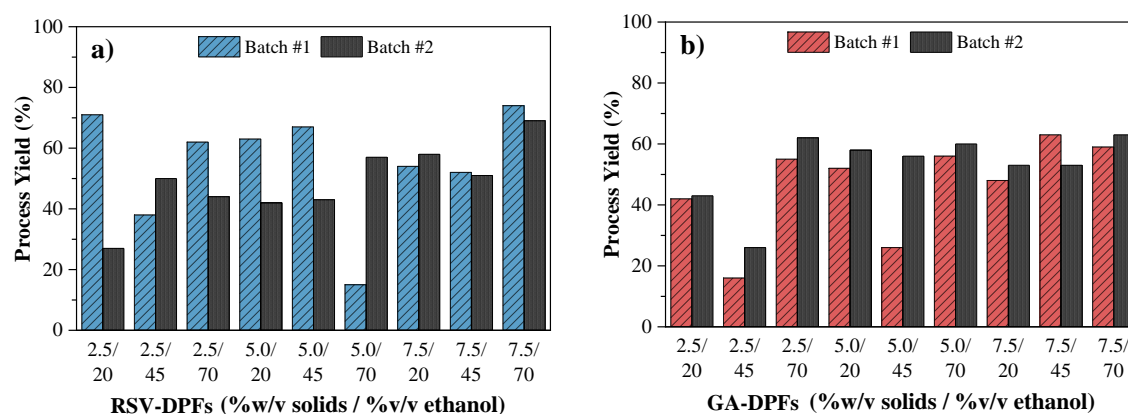 a)
Batch #1
Batch #2
Process Yield (%)
100
80
60
40
20
0
2.5/ 2.5/ 2.5/ 5.0/ 5.0/ 5.0/ 7.5/ 7.5/ 7.5/
20 45 70 20 45 70 20 45 70
RSV-DPFs (%w/v solids / %v/v ethanol)
b)
Batch #1
Batch #2
Process Yield (%)
100
80
60
40
20
0
2.5/ 2.5/ 2.5/ 5.0/ 5.0/ 5.0/ 7.5/ 7.5/ 7.5/
20 45 70 20 45 70 20 45 70
GA-DPFs (%w/v solids / %v/v ethanol)